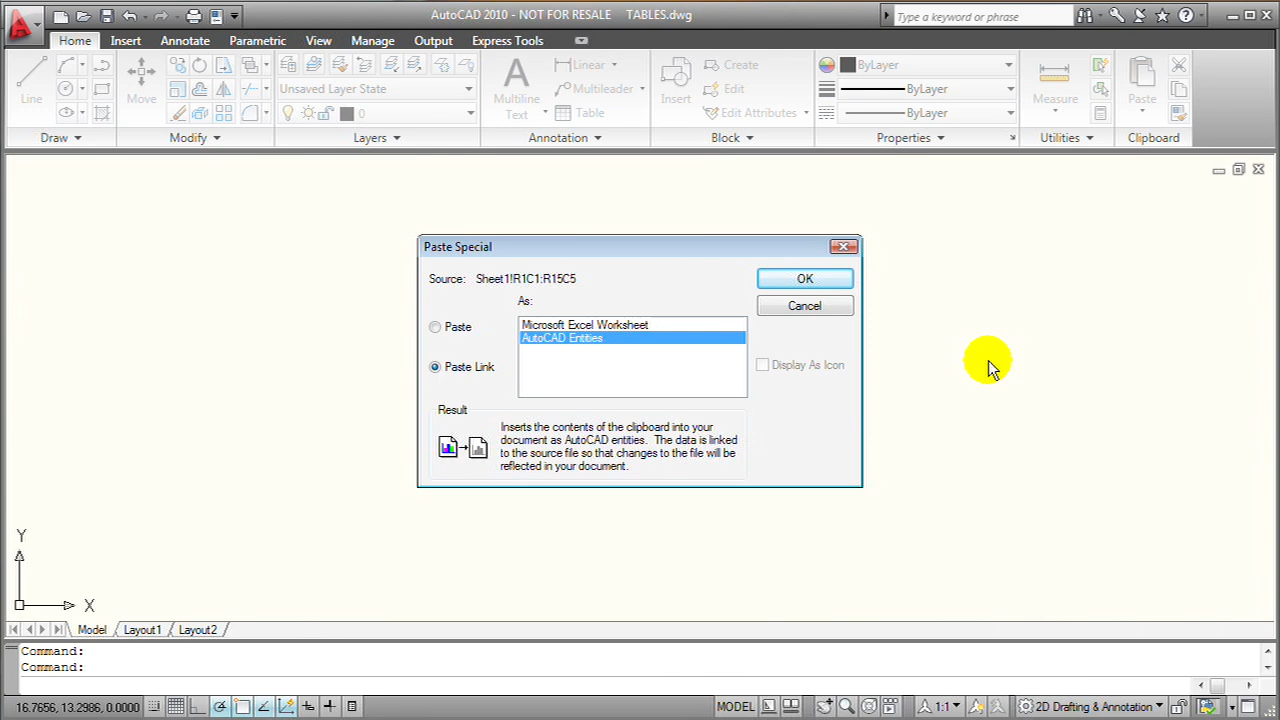 AutoCAD 2010 - NOT FOR RESALE TABLES.dwg
Type a keyword or phrase
Home Insert Annotate Parametric View Manage Output Express Tools
Line
Move
Unsaved Layer State
0
Multiline Text
Linear
Multileader
Table
Insert
Create
Edit
Edit Attributes
ByLayer
ByLayer
ByLayer
Measure
Paste
Draw Modify Layers Annotation Block Properties Utilities Clipboard
Paste Special
Source: Sheet1!R1C1:R15C5
As:
OK
Cancel
Paste
Paste Link
Microsoft Excel Worksheet
AutoCAD Entities
Display As Icon
Result
Inserts the contents of the clipboard into your
document as AutoCAD entities. The data is linked
to the source file so that changes to the file will be
reflected in your document.
Y
X
Model Layout1 Layout2
Command:
Command:
16.7656, 13.2986, 0.0000
MODEL
1:1
2D Drafting & Annotation